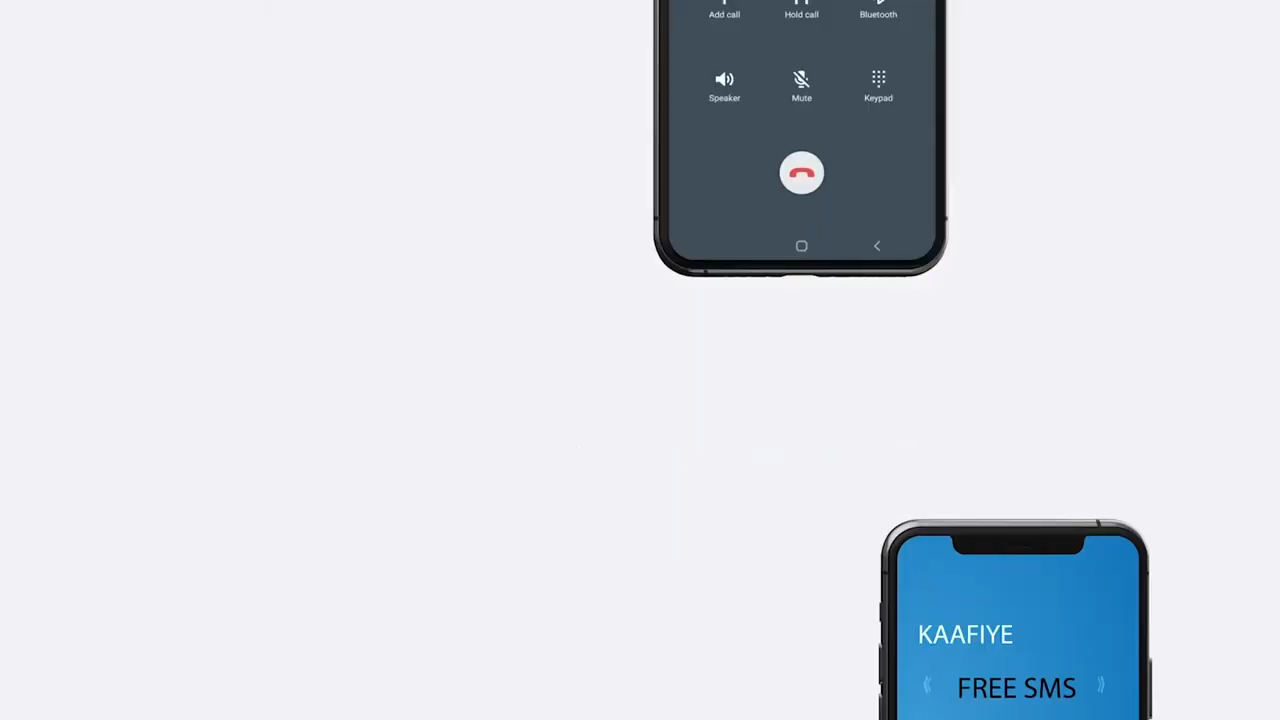 Add call Hold call Bluetooth
Speaker Mute Keypad
KAAFIYE
FREE SMS